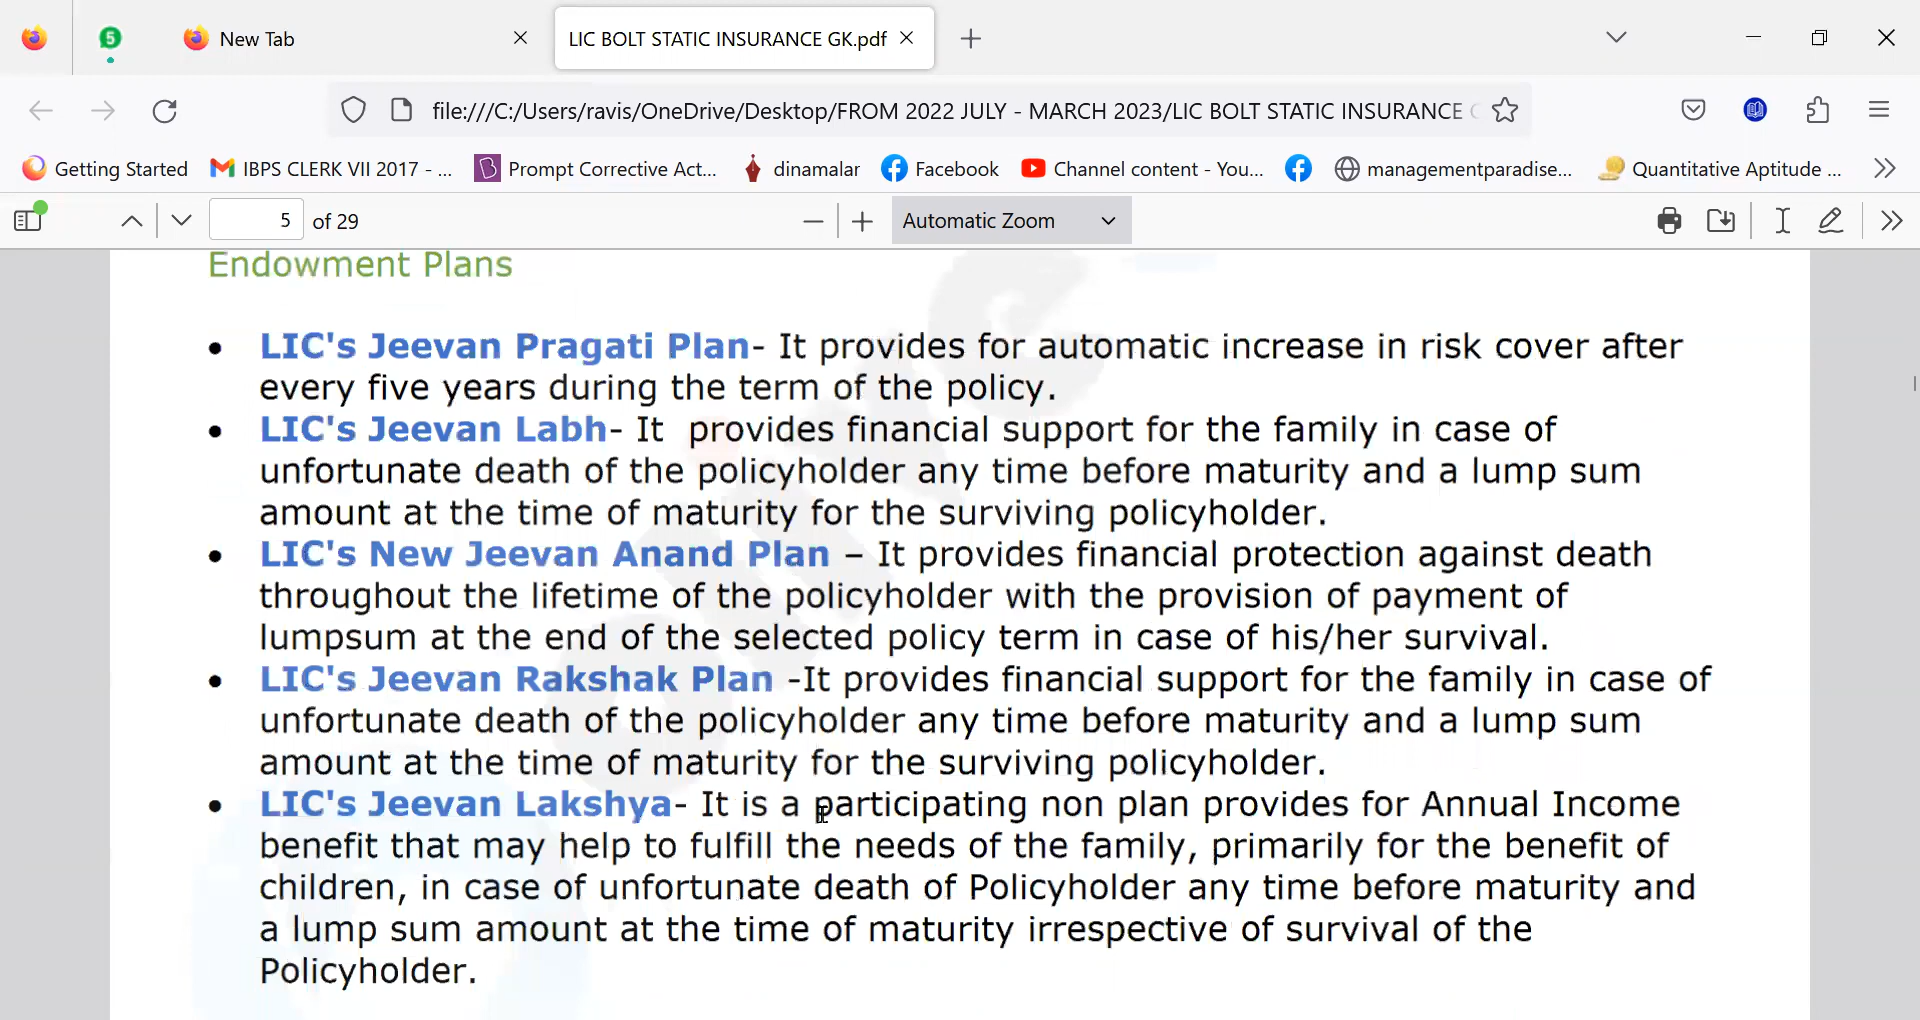 5
New Tab
LIC BOLT STATIC INSURANCE GK.pdf
file:///C:/Users/ravis/OneDrive/Desktop/FROM 2022 JULY - MARCH 2023/LIC BOLT STATIC INSURANCE
Getting Started
IBPS CLERK VII 2017 - ...
Prompt Corrective Act...
dinamalar
Facebook
Channel content - You...
managementparadise...
Quantitative Aptitude ...
5 of 29
Automatic Zoom
Endowment Plans
• LIC's Jeevan Pragati Plan- It provides for automatic increase in risk cover after
every five years during the term of the policy.
• LIC's Jeevan Labh- It provides financial support for the family in case of
unfortunate death of the policyholder any time before maturity and a lump sum
amount at the time of maturity for the surviving policyholder.
• LIC's New Jeevan Anand Plan – It provides financial protection against death
throughout the lifetime of the policyholder with the provision of payment of
lumpsum at the end of the selected policy term in case of his/her survival.
• LIC's Jeevan Rakshak Plan -It provides financial support for the family in case of
unfortunate death of the policyholder any time before maturity and a lump sum
amount at the time of maturity for the surviving policyholder.
• LIC's Jeevan Lakshya- It is a participating non plan provides for Annual Income
benefit that may help to fulfill the needs of the family, primarily for the benefit of
children, in case of unfortunate death of Policyholder any time before maturity and
a lump sum amount at the time of maturity irrespective of survival of the
Policyholder.